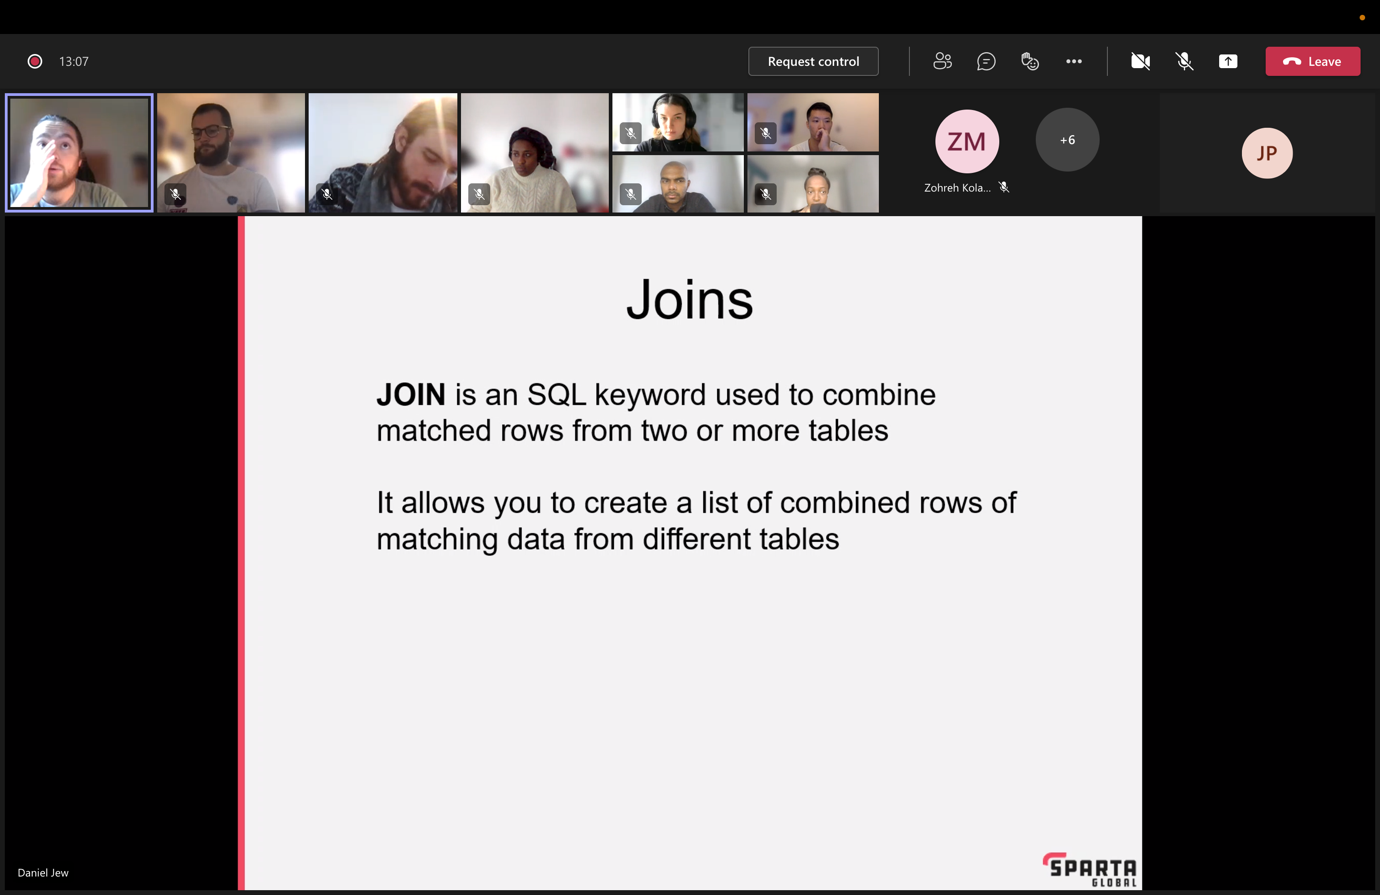 13:07
Request control
Leave
ZM
+6
JP
Zohreh Kola...
Joins
JOIN is an SQL keyword used to combine
matched rows from two or more tables
It allows you to create a list of combined rows of
matching data from different tables
Daniel Jew
SPARTA
GLOBAL